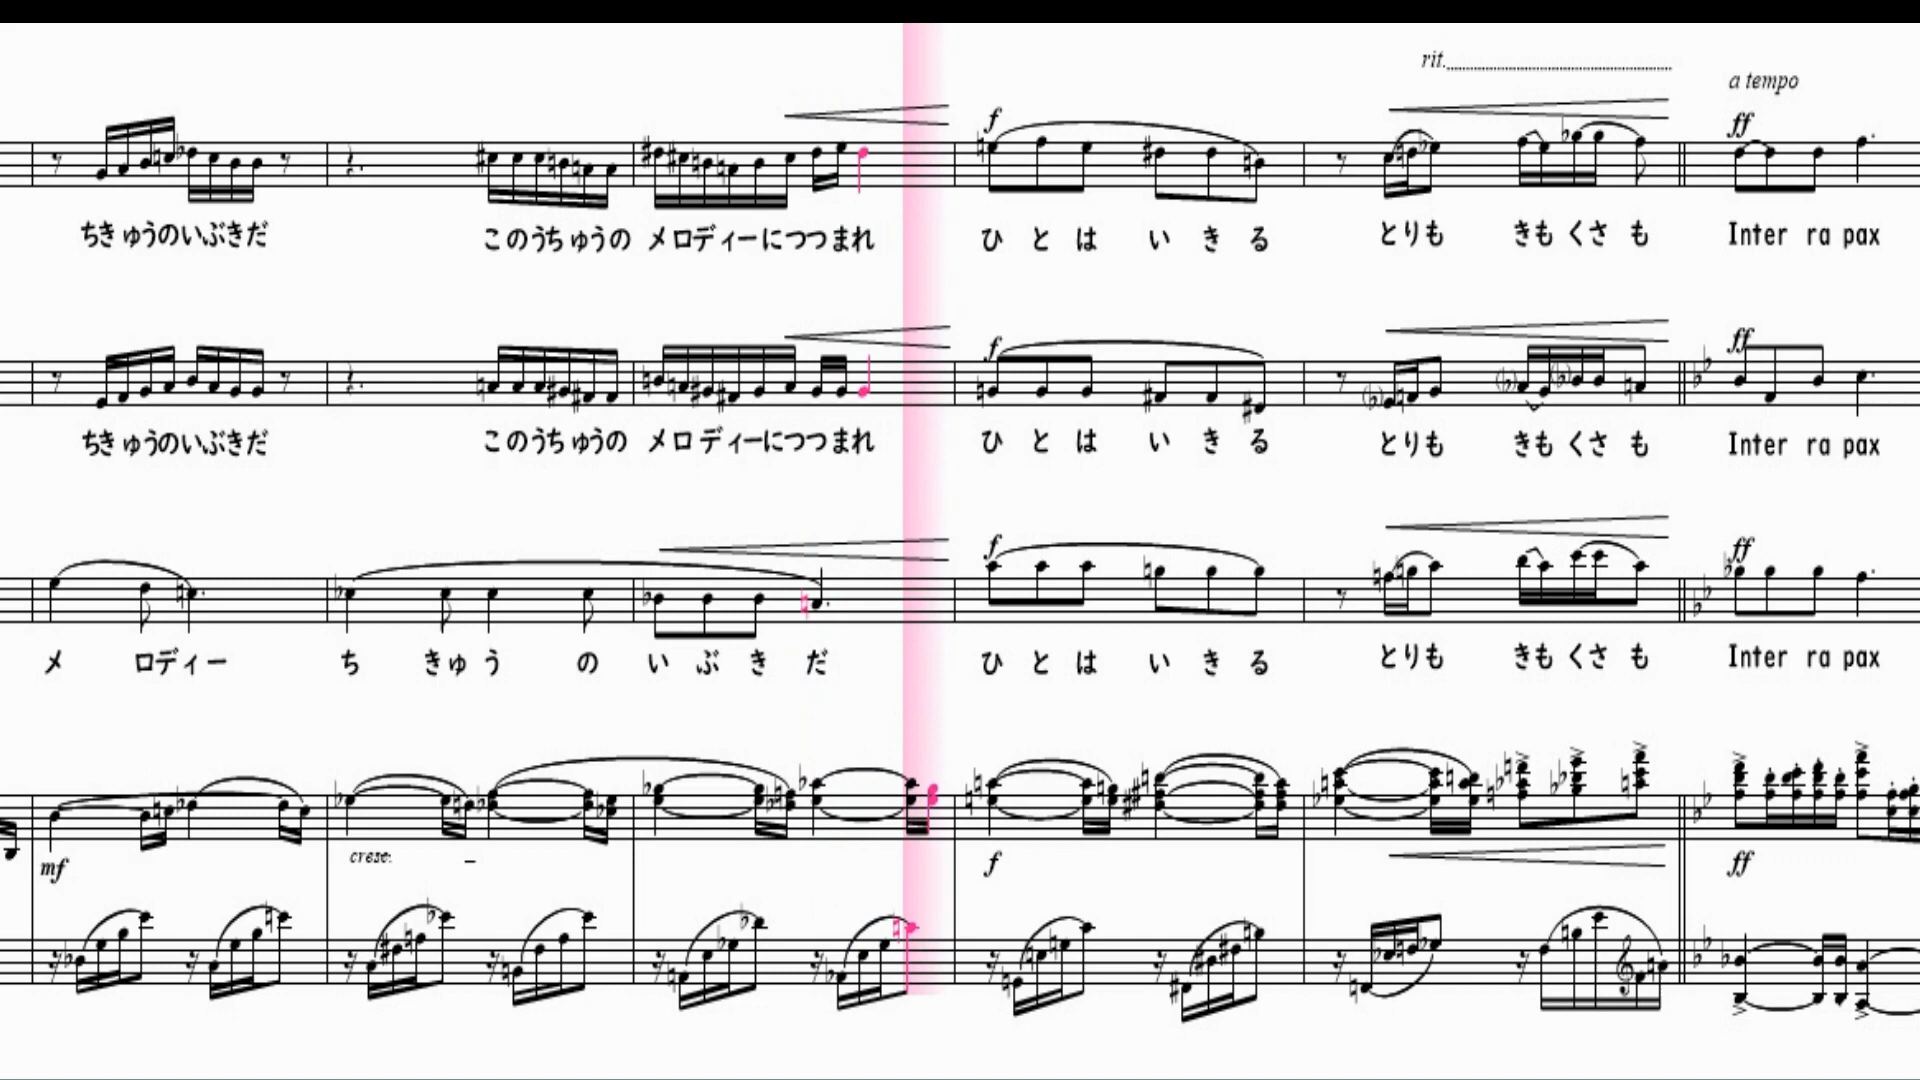 rit.
a tempo
f ff
ちきゅうのいぶきだ このうちゅうの メロディーにつつまれ ひとは いきる とりも きもくさも Inter ra pax
f ff
ちきゅうのいぶきだ このうちゅうの メロディーにつつまれ ひとは いきる とりも きもくさも Inter ra pax
f ff
メロディー ちきゅうの いぶきだ ひとは いきる とりも きもくさも Inter ra pax
mf cresc. f ff